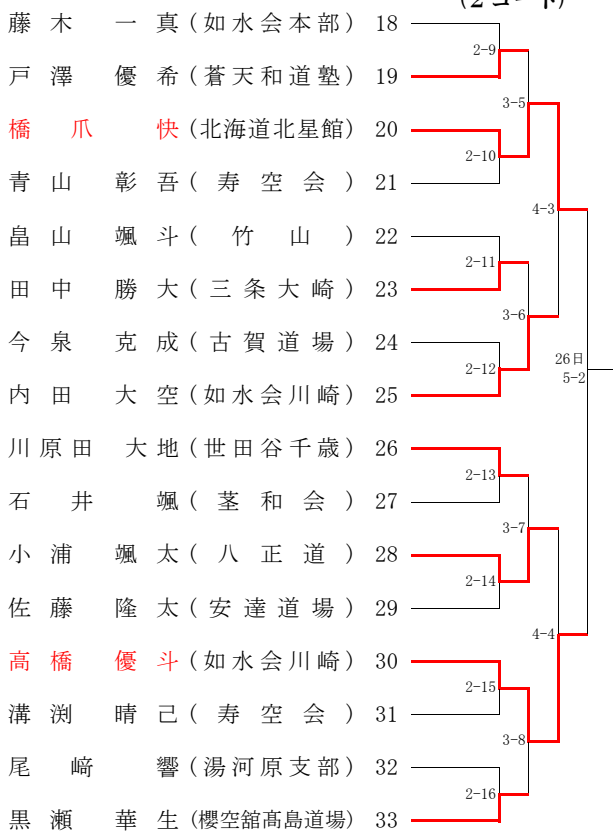 (2コート)
藤木 一真 (如水会本部) 18
2-9
戸澤 優希 (蒼天和道塾) 19
3-5
橋爪 快 (北海道北星館) 20
2-10
青山 彰吾 (寿空会) 21
4-3
畠山 颯斗 (竹山) 22
2-11
田中 勝大 (三条大崎) 23
3-6
今泉 克成 (古賀道場) 24
2-12
26日
5-2
内田 大空 (如水会川崎) 25
川原田 大地 (世田谷千歳) 26
2-13
石井 颯 (茎和会) 27
3-7
小浦 颯太 (八正道) 28
2-14
佐藤 隆太 (安達道場) 29
4-4
高橋 優斗 (如水会川崎) 30
2-15
溝渕 晴己 (寿空会) 31
3-8
尾﨑 響 (湯河原支部) 32
2-16
黒瀬 華生 (櫻空舘髙島道場) 33